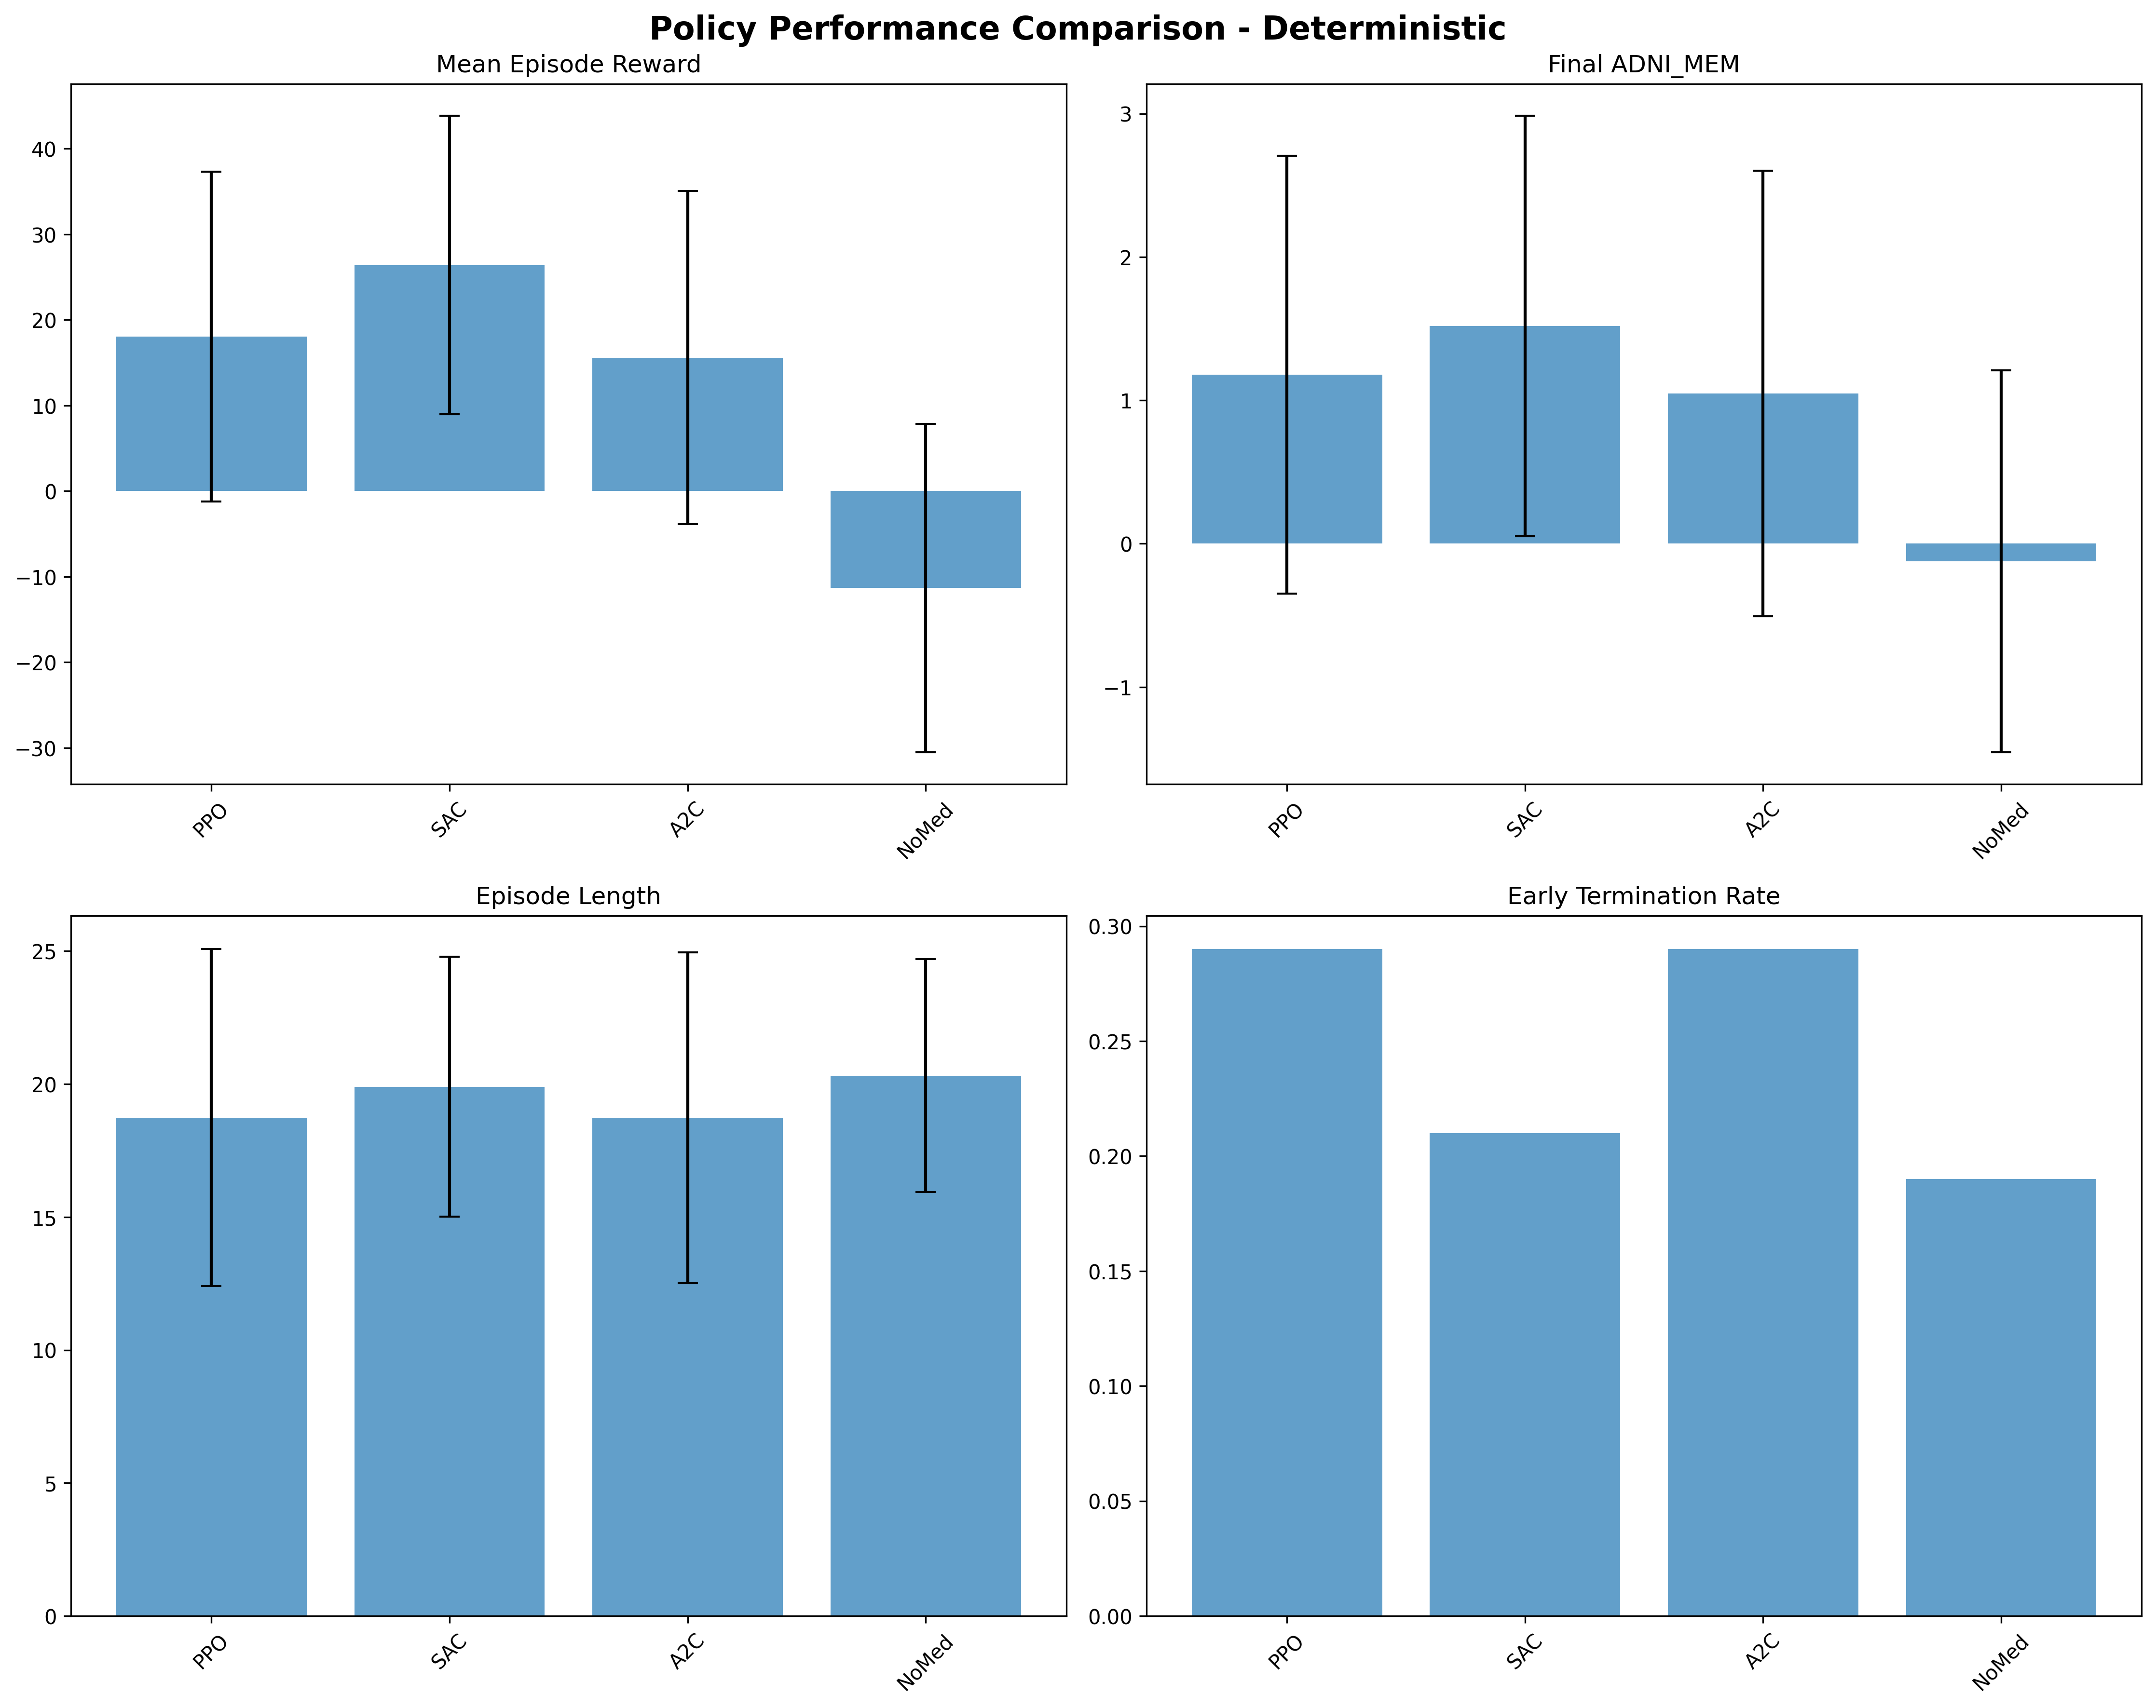 Policy Performance Comparison - Deterministic
Mean Episode Reward
40
30
20
10
0
−10
−20
−30
PPO
SAC
A2C
NoMed
Final ADNI_MEM
3
2
1
0
−1
PPO
SAC
A2C
NoMed
Episode Length
25
20
15
10
5
0
PPO
SAC
A2C
NoMed
Early Termination Rate
0.30
0.25
0.20
0.15
0.10
0.05
0.00
PPO
SAC
A2C
NoMed